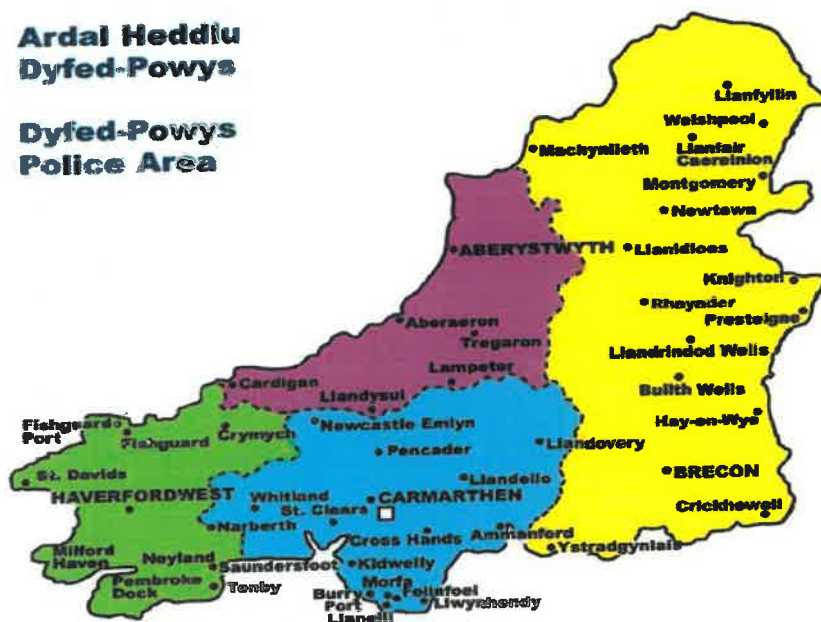 Ardal Heddlu
Dyfed-Powys
Dyfed-Powys
Police Area
Llanfyllin
Welshpool
Machynlleth
Llanfair
Caereinion
Montgomery
Newtown
ABERYSTWYTH
Llanidloes
Knighton
Rhayader
Presteigne
Aberaeron
Tregaron
Llandrindod Wells
Lampeter
Builth Wells
Cardigan
Llandysul
Hay-on-Wye
Fishguard
Port
Fishguard
Crymych
Newcastle Emlyn
Llandovery
Pencader
St. Davids
Llandeilo
BRECON
HAVERFORDWEST
Whitland
CARMARTHEN
St. Clears
Crickhowell
Narberth
Cross Hands
Ammanford
Ystradgynlais
Milford
Haven
Neyland
Saundersfoot
Kidwelly
Pembroke
Dock
Tenby
Morfa
Burry
Port
Felinfoel
Llwynhendy
Llanelli